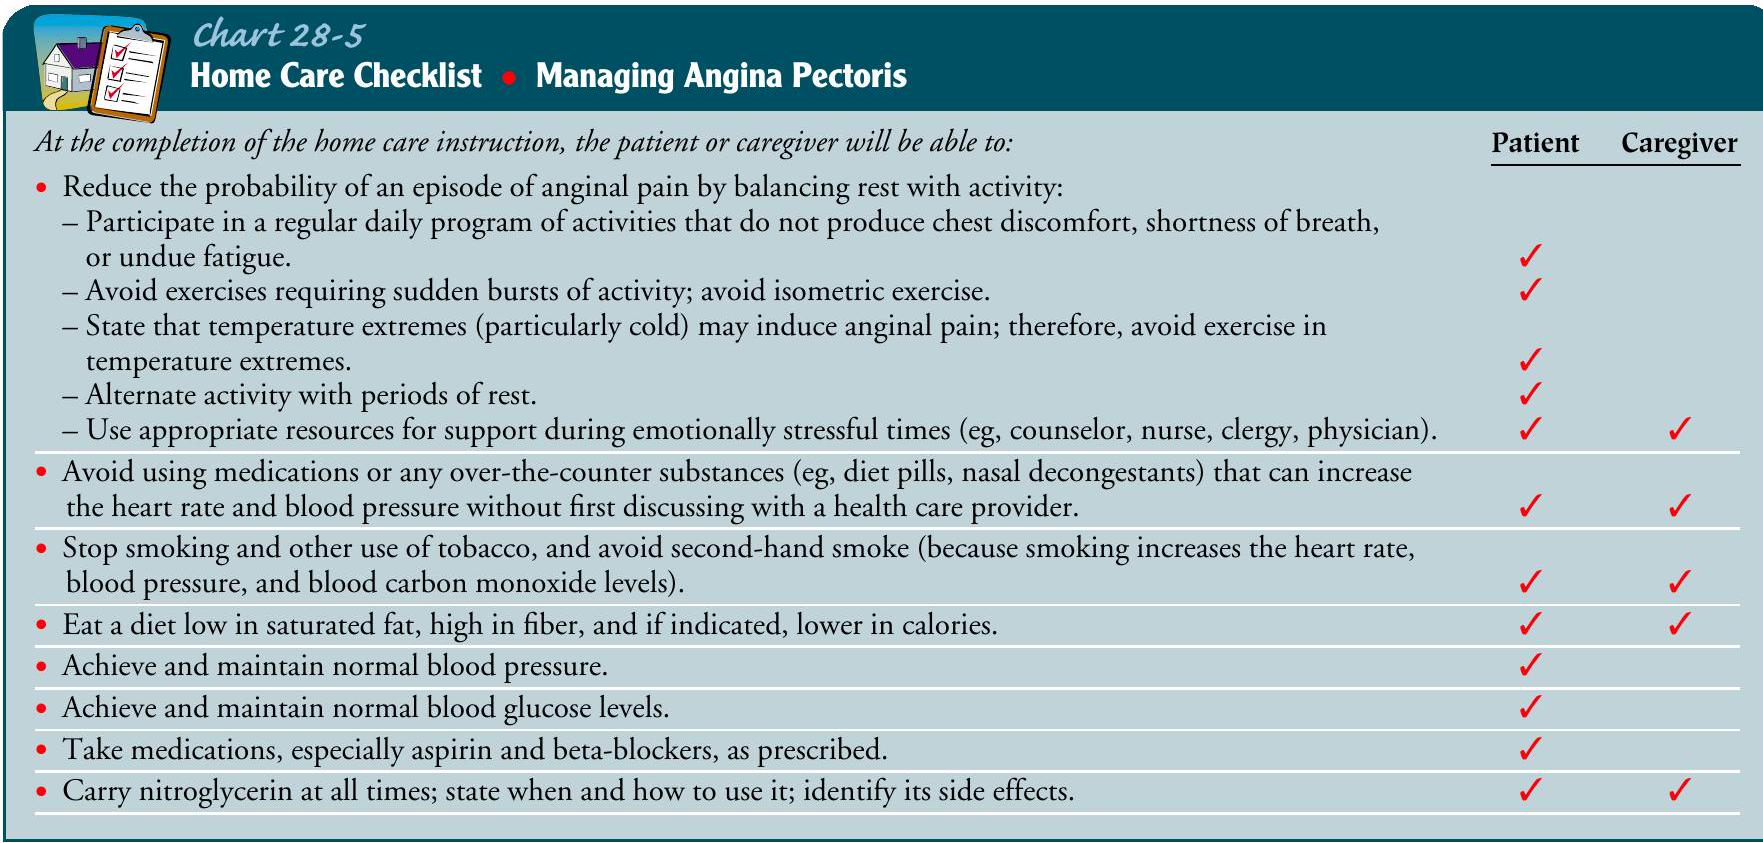 Chart 28-5
Home Care Checklist • Managing Angina Pectoris
At the completion of the home care instruction, the patient or caregiver will be able to: Patient Caregiver
• Reduce the probability of an episode of anginal pain by balancing rest with activity:
– Participate in a regular daily program of activities that do not produce chest discomfort, shortness of breath,
or undue fatigue. ✓
– Avoid exercises requiring sudden bursts of activity; avoid isometric exercise. ✓
– State that temperature extremes (particularly cold) may induce anginal pain; therefore, avoid exercise in
temperature extremes. ✓
– Alternate activity with periods of rest. ✓
– Use appropriate resources for support during emotionally stressful times (eg, counselor, nurse, clergy, physician). ✓ ✓
• Avoid using medications or any over-the-counter substances (eg, diet pills, nasal decongestants) that can increase
the heart rate and blood pressure without first discussing with a health care provider. ✓ ✓
• Stop smoking and other use of tobacco, and avoid second-hand smoke (because smoking increases the heart rate,
blood pressure, and blood carbon monoxide levels). ✓ ✓
• Eat a diet low in saturated fat, high in fiber, and if indicated, lower in calories. ✓ ✓
• Achieve and maintain normal blood pressure. ✓
• Achieve and maintain normal blood glucose levels. ✓
• Take medications, especially aspirin and beta-blockers, as prescribed. ✓
• Carry nitroglycerin at all times; state when and how to use it; identify its side effects. ✓ ✓